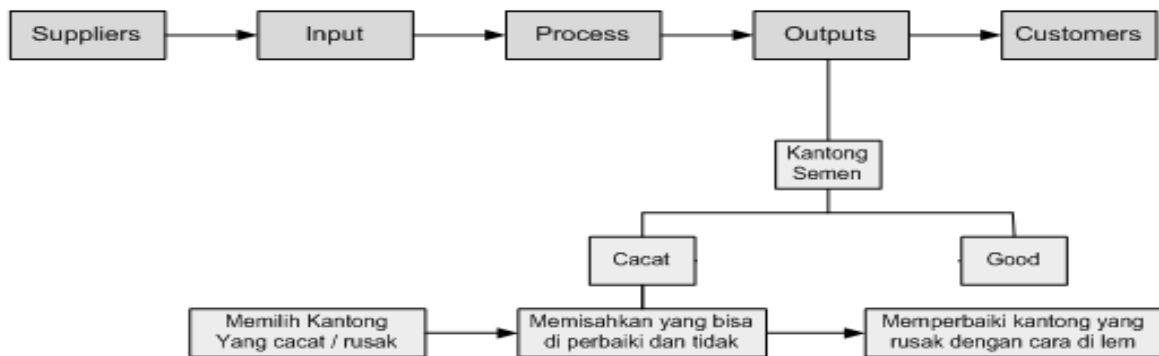 Suppliers
Input
Process
Outputs
Customers
Kantong
Semen
Cacat
Good
Memilih Kantong
Yang cacat / rusak
Memisahkan yang bisa
di perbaiki dan tidak
Memperbaiki kantong yang
rusak dengan cara di lem